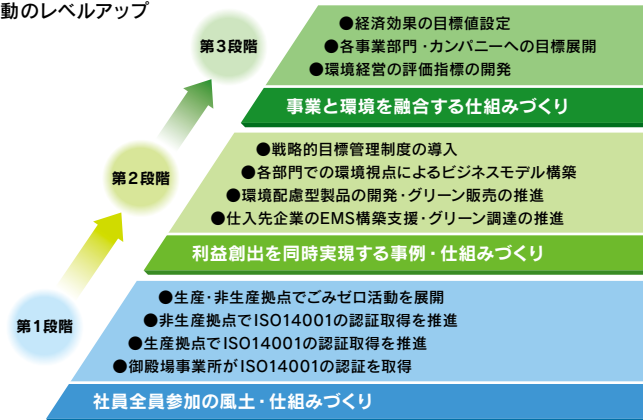 動のレベルアップ
第3段階
●経済効果の目標値設定
●各事業部門・カンパニーへの目標展開
●環境経営の評価指標の開発
事業と環境を融合する仕組みづくり
第2段階
●戦略的目標管理制度の導入
●各部門での環境視点によるビジネスモデル構築
●環境配慮型製品の開発・グリーン販売の推進
●仕入先企業のEMS構築支援・グリーン調達の推進
利益創出を同時実現する事例・仕組みづくり
第1段階
●生産・非生産拠点でごみゼロ活動を展開
●非生産拠点でISO14001の認証取得を推進
●生産拠点でISO14001の認証取得を推進
●御殿場事業所がISO14001の認証を取得
社員全員参加の風土・仕組みづくり